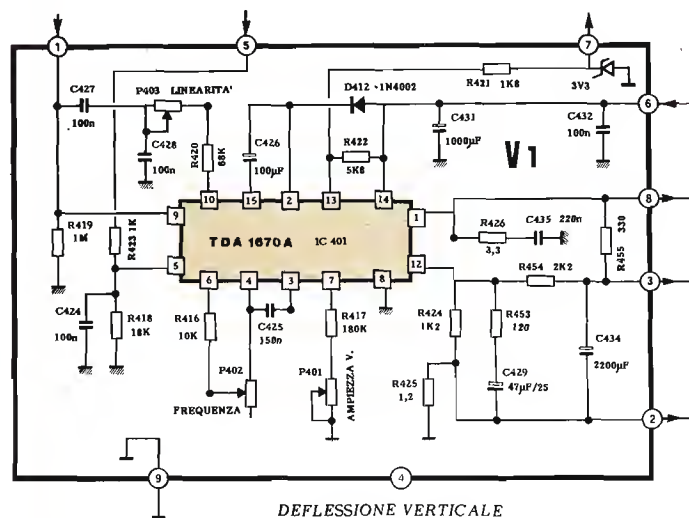 1
5
7
C427
100n
P403
LINEARITA'
D412 - 1N4002
R421
1K8
3V3
6
C428
100n
R420
68K
C426
100µF
R422
5K6
C431
1000µF
C432
100n
V1
10
15
2
13
14
8
R419
1M
R423
1K
9
TDA 1670A
IC 401
1
R426
3,3
C435
220n
330
R455
5
12
R454
2K2
3
6
4
3
7
8
C424
100n
R418
18K
R416
10K
C425
150n
R417
180K
R424
1K2
R453
120
C434
2200µF
P402
P401
AMPIEZZA V.
R425
1,2
C429
47µF/25
FREQUENZA
2
9
4
DEFLESSIONE VERTICALE